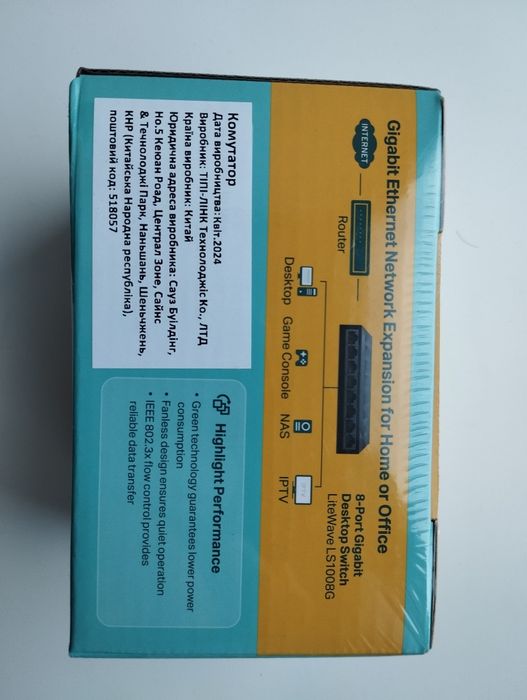 Gigabit Ethernet Network Expansion for Home or Office
INTERNET
Router
8-Port Gigabit
Desktop Switch
LiteWave LS1008G
Desktop
Game Console
NAS
IPTV
IPTV
Комутатор
Дата виробництва:квіт.2024
Виробник: ТІПІ-ЛІНК Текнолоджіс Ко., ЛТД
Країна виробник: Китай
Юридична адреса виробника: Сауз Буілдінг,
Но.5 Кеюан Роад, Централ Зоне, Сайнс
& Течнолоджі Парк, Наньшань, Шеньчжень,
КНР (Китайська Народна республіка),
поштовий код: 518057
Highlight Performance
• Green technology guarantees lower power
consumption
• Fanless design ensures quiet operation
• IEEE 802.3x flow control provides
reliable data transfer